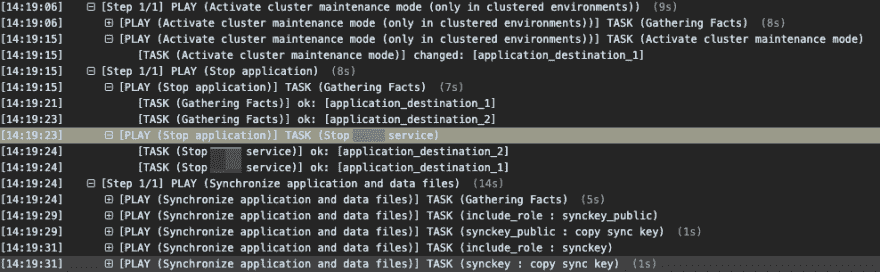 [14:19:06] [Step 1/1] PLAY (Activate cluster maintenance mode (only in clustered environments)) (9s)
[14:19:06] [PLAY (Activate cluster maintenance mode (only in clustered environments))] TASK (Gathering Facts) (8s)
[14:19:15] [PLAY (Activate cluster maintenance mode (only in clustered environments))] TASK (Activate cluster maintenance mode)
[14:19:15] [TASK (Activate cluster maintenance mode)] changed: [application_destination_1]
[14:19:15] [Step 1/1] PLAY (Stop application) (8s)
[14:19:15] [PLAY (Stop application)] TASK (Gathering Facts) (7s)
[14:19:21] [TASK (Gathering Facts)] ok: [application_destination_1]
[14:19:23] [TASK (Gathering Facts)] ok: [application_destination_2]
[14:19:23] [PLAY (Stop application)] TASK (Stop service)
[14:19:24] [TASK (Stop service)] ok: [application_destination_2]
[14:19:24] [TASK (Stop service)] ok: [application_destination_1]
[14:19:24] [Step 1/1] PLAY (Synchronize application and data files) (14s)
[14:19:24] [PLAY (Synchronize application and data files)] TASK (Gathering Facts) (5s)
[14:19:29] [PLAY (Synchronize application and data files)] TASK (include_role : synckey_public)
[14:19:29] [PLAY (Synchronize application and data files)] TASK (synckey_public : copy sync key) (1s)
[14:19:31] [PLAY (Synchronize application and data files)] TASK (include_role : synckey)
[14:19:31] [PLAY (Synchronize application and data files)] TASK (synckey : copy sync key) (1s)